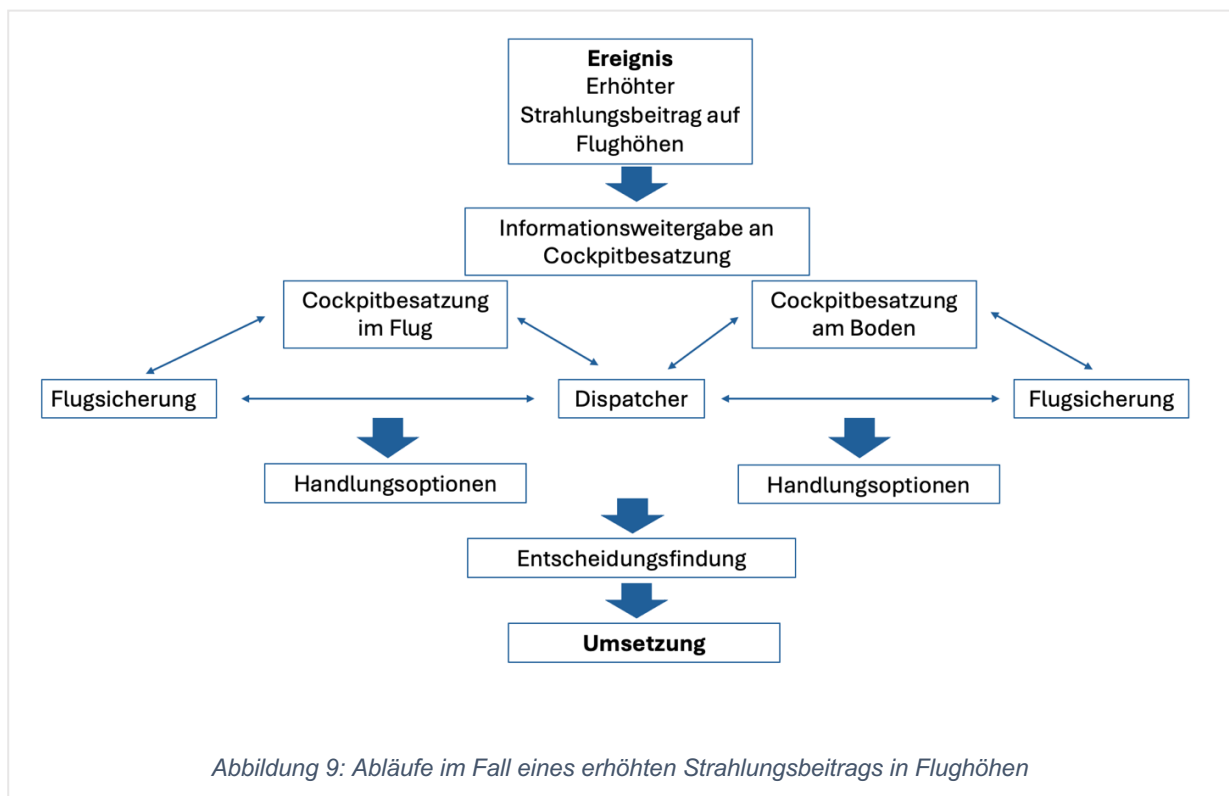 Ereignis
Erhöhter
Strahlungsbeitrag auf
Flughöhen
Informationsweitergabe an
Cockpitbesatzung
Cockpitbesatzung
im Flug
Cockpitbesatzung
am Boden
Flugsicherung
Dispatcher
Flugsicherung
Handlungsoptionen
Handlungsoptionen
Entscheidungsfindung
Umsetzung
Abbildung 9: Abläufe im Fall eines erhöhten Strahlungsbeitrags in Flughöhen